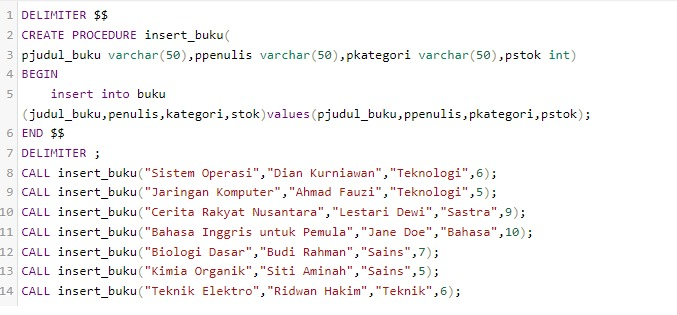 1 DELIMITER $$
2 CREATE PROCEDURE insert_buku(
3 pjudul_buku varchar(50),ppenulis varchar(50),pkategori varchar(50),pstok int)
4 BEGIN
5     insert into buku
(judul_buku,penulis,kategori,stok)values(pjudul_buku,ppenulis,pkategori,pstok);
6 END $$
7 DELIMITER ;
8 CALL insert_buku("Sistem Operasi","Dian Kurniawan","Teknologi",6);
9 CALL insert_buku("Jaringan Komputer","Ahmad Fauzi","Teknologi",5);
10 CALL insert_buku("Cerita Rakyat Nusantara","Lestari Dewi","Sastra",9);
11 CALL insert_buku("Bahasa Inggris untuk Pemula","Jane Doe","Bahasa",10);
12 CALL insert_buku("Biologi Dasar","Budi Rahman","Sains",7);
13 CALL insert_buku("Kimia Organik","Siti Aminah","Sains",5);
14 CALL insert_buku("Teknik Elektro","Ridwan Hakim","Teknik",6);